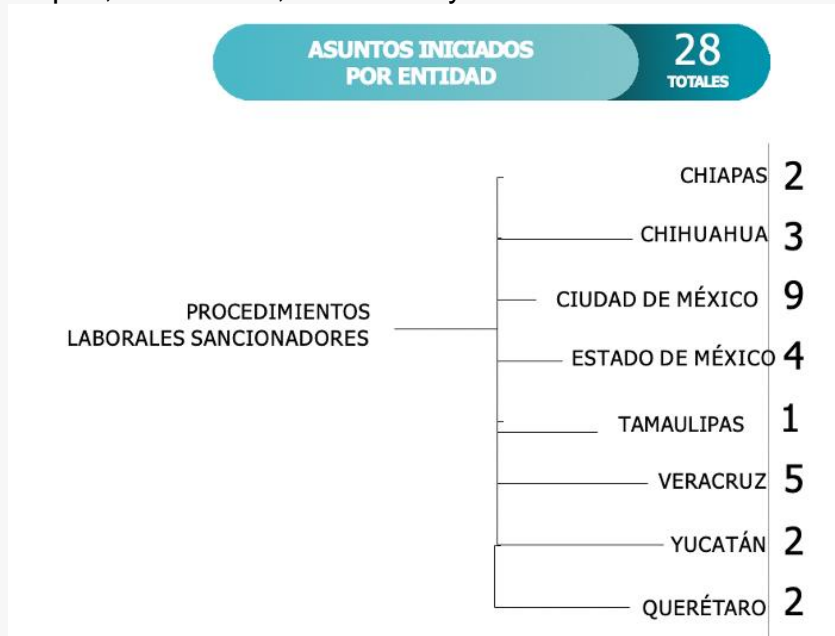 ASUNTOS INICIADOS
POR ENTIDAD
28
TOTALES
PROCEDIMIENTOS
LABORALES SANCIONADORES
CHIAPAS 2
CHIHUAHUA 3
CIUDAD DE MÉXICO 9
ESTADO DE MÉXICO 4
TAMAULIPAS 1
VERACRUZ 5
YUCATÁN 2
QUERÉTARO 2